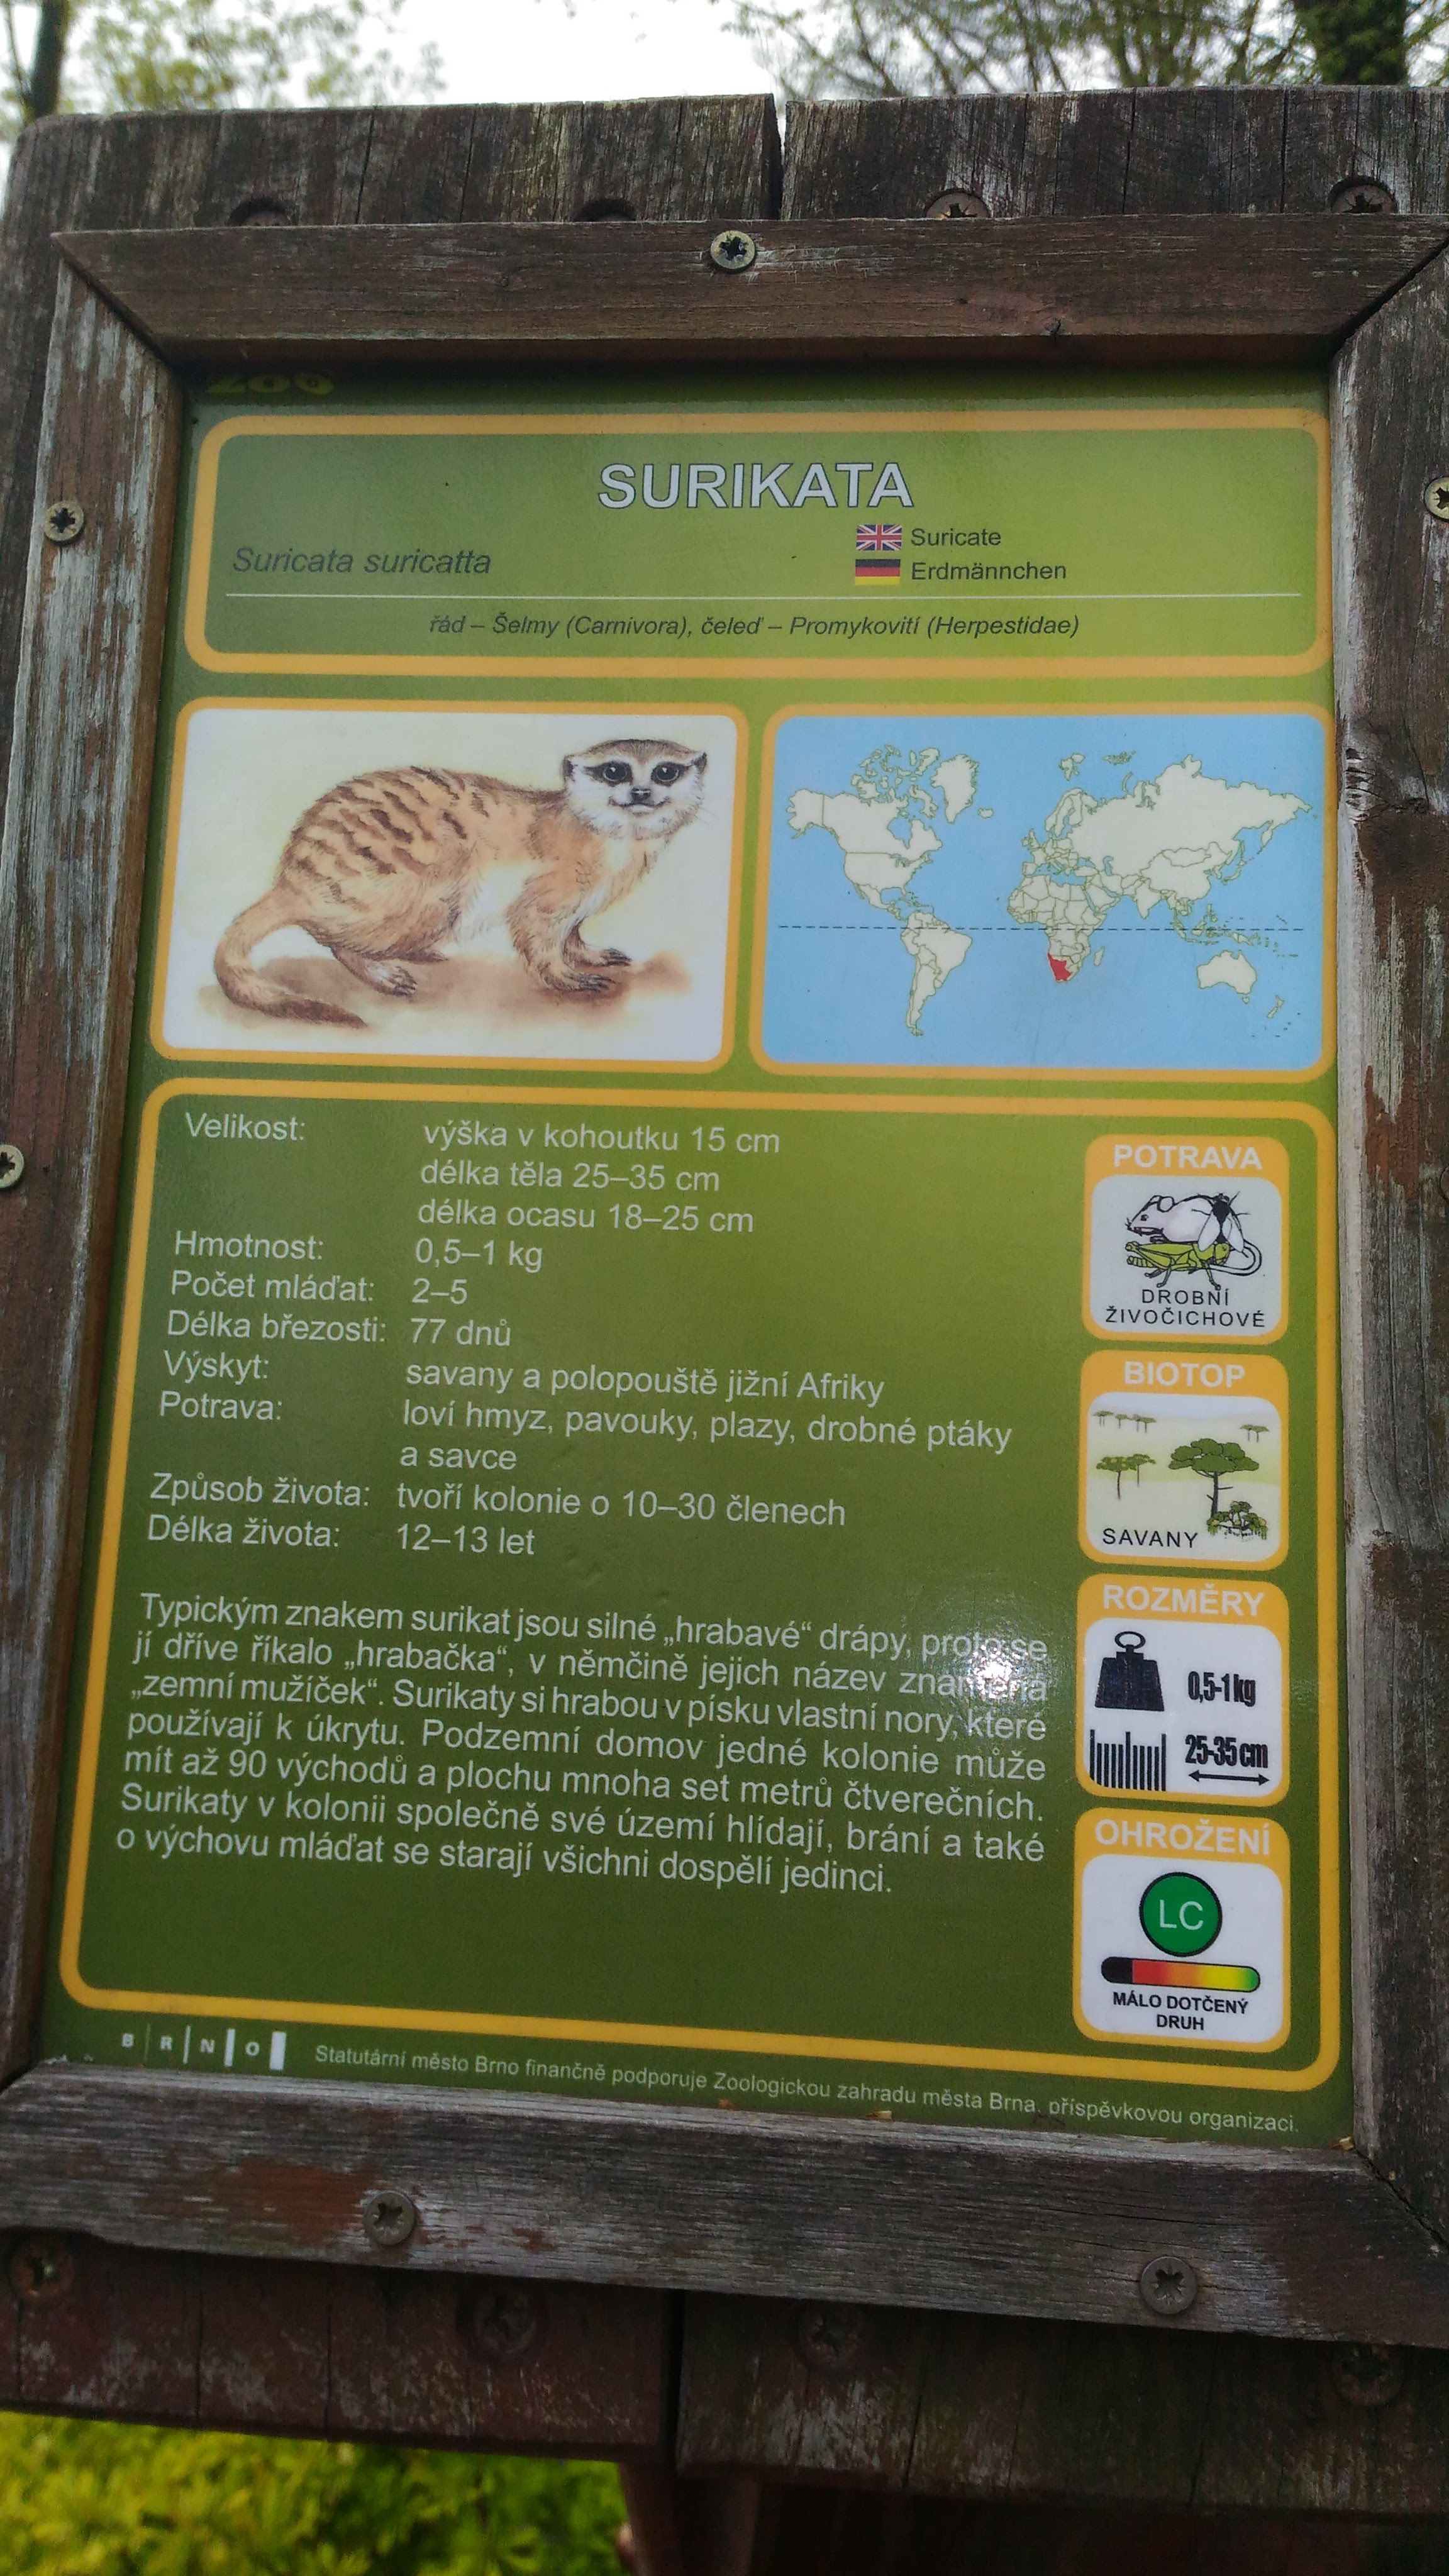 ZOO
SURIKATA
Suricata suricatta
Suricate
Erdmännchen
řád – Šelmy (Carnivora), čeleď – Promykovití (Herpestidae)
Velikost: výška v kohoutku 15 cm
délka těla 25–35 cm
délka ocasu 18–25 cm
Hmotnost: 0,5–1 kg
Počet mláďat: 2–5
Délka březosti: 77 dnů
Výskyt: savany a polopouště jižní Afriky
Potrava: loví hmyz, pavouky, plazy, drobné ptáky
a savce
Způsob života: tvoří kolonie o 10–30 členech
Délka života: 12–13 let
Typickým znakem surikat jsou silné „hrabavé“ drápy, proto se
jí dříve říkalo „hrabačka“, v němčině jejich název znamená
„zemní mužíček“. Surikaty si hrabou v písku vlastní nory, které
používají k úkrytu. Podzemní domov jedné kolonie může
mít až 90 východů a plochu mnoha set metrů čtverečních.
Surikaty v kolonii společně své území hlídají, brání a také
o výchovu mláďat se starají všichni dospělí jedinci.
POTRAVA
DROBNÍ
ŽIVOČICHOVÉ
BIOTOP
SAVANY
ROZMĚRY
0,5-1 kg
25-35 cm
OHROŽENÍ
LC
MÁLO DOTČENÝ
DRUH
B R N O
Statutární město Brno finančně podporuje Zoologickou zahradu města Brna, příspěvkovou organizaci.